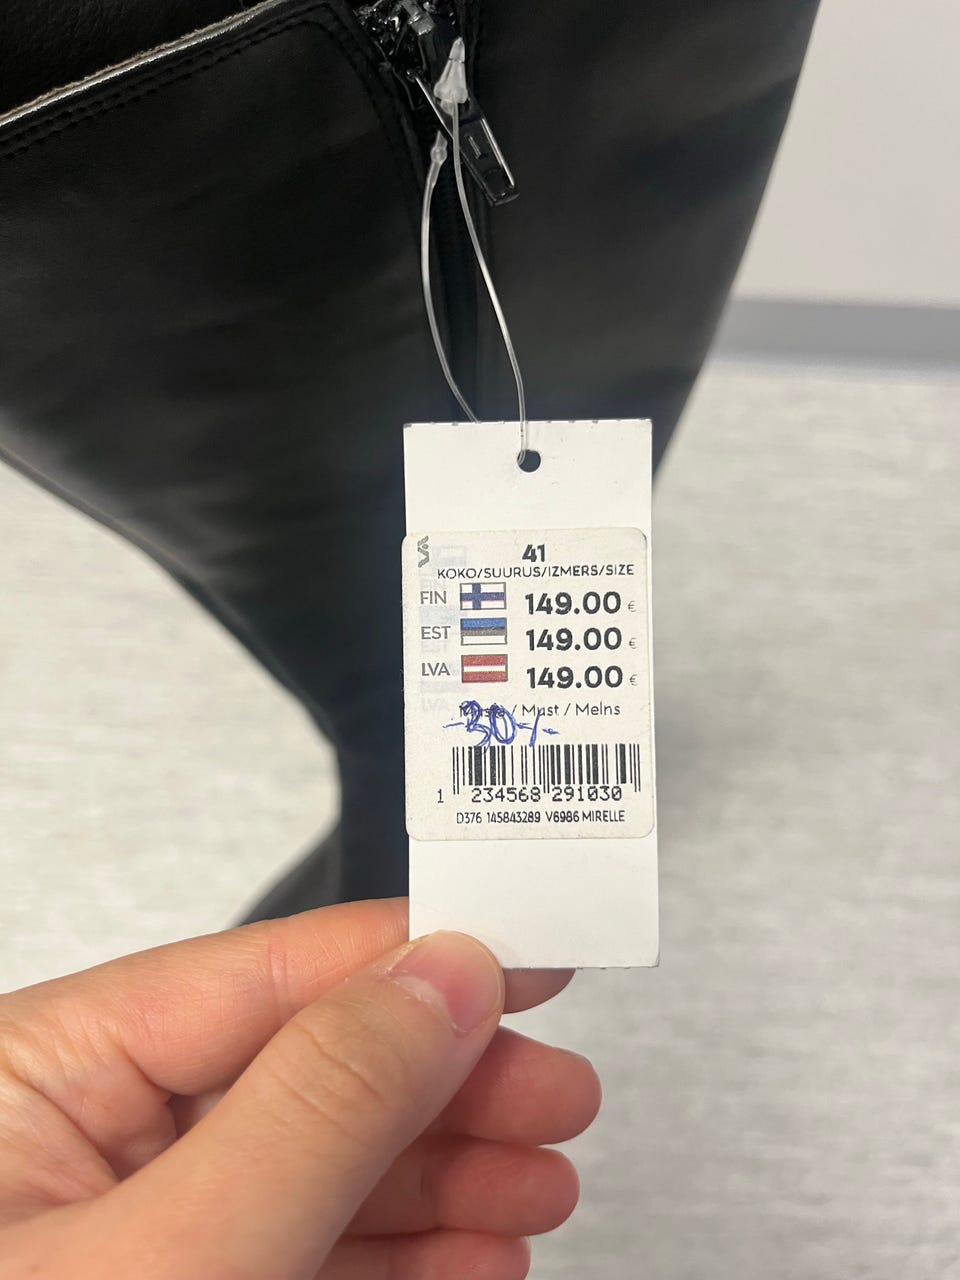 41
KOKO/SUURUS/IZMERS/SIZE
FIN 149.00 €
EST 149.00 €
LVA 149.00 €
Musta / Must / Melns
-30%-
1 234568 291030
D376 145843289 V6986 MIRELLE